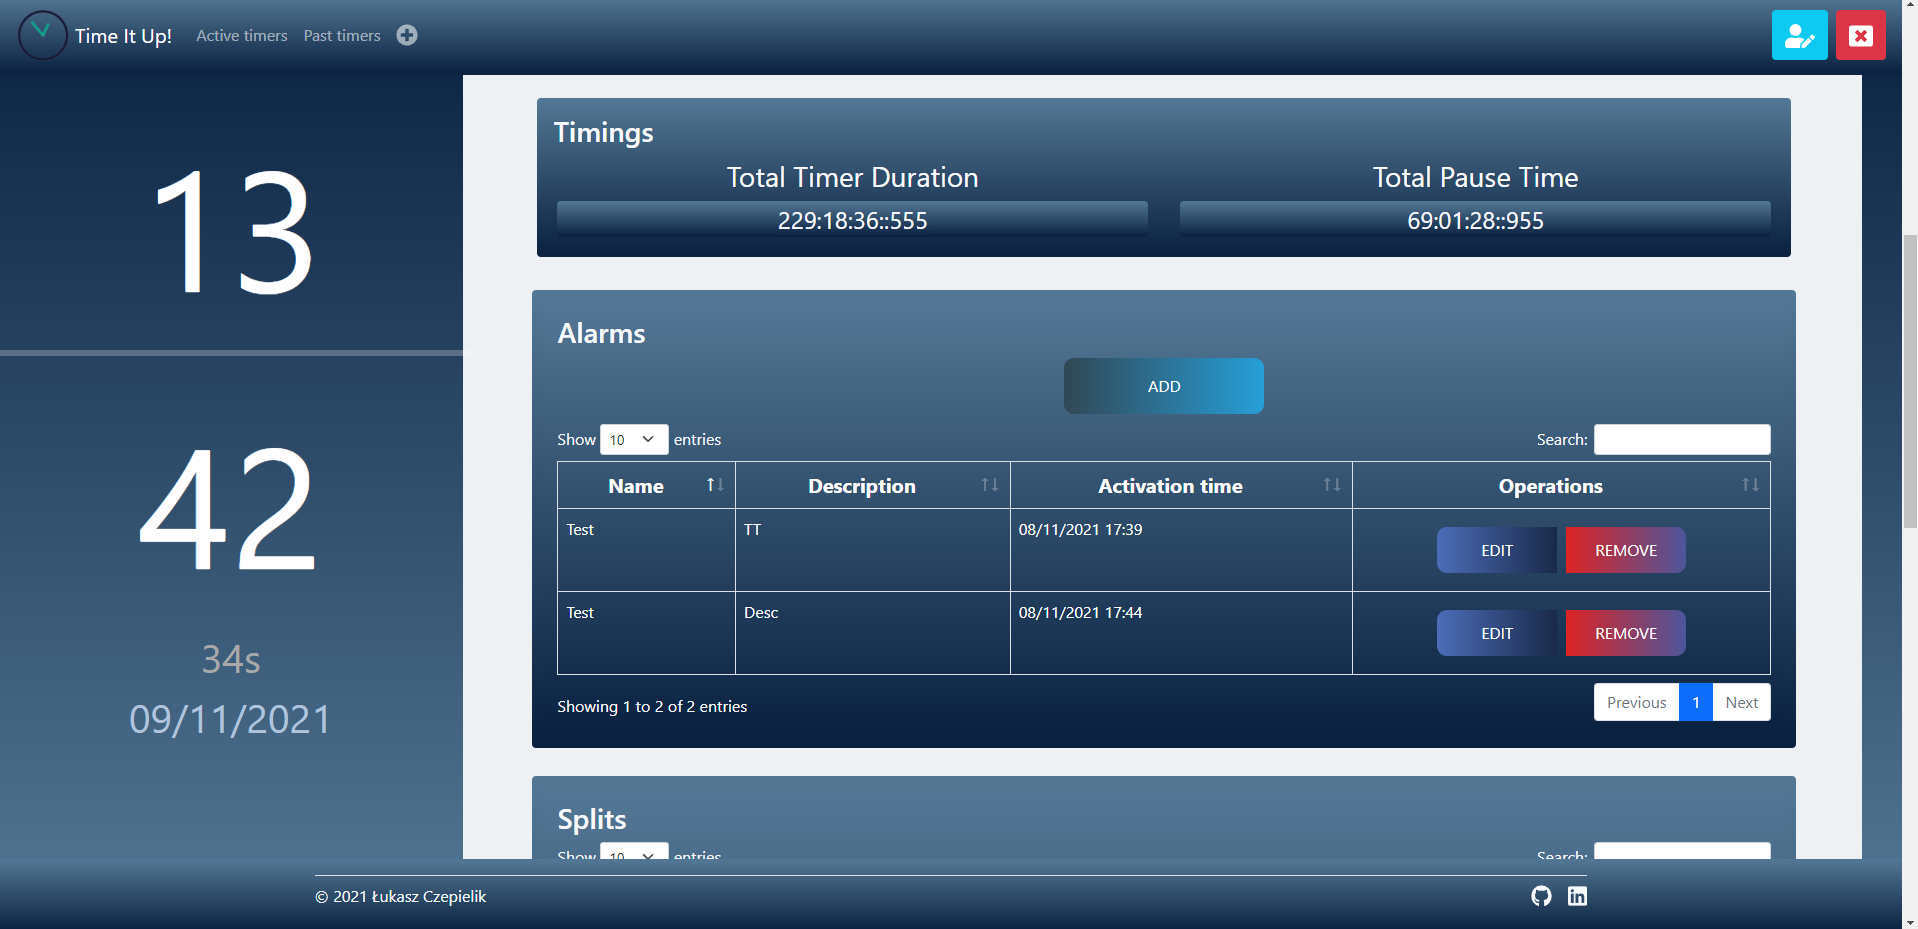 Time It Up! Active timers Past timers
13
42
34s
09/11/2021
Timings
Total Timer Duration Total Pause Time
229:18:36::555 69:01:28::955
Alarms
ADD
Show 10 entries Search:
Name Description Activation time Operations
Test TT 08/11/2021 17:39 EDIT REMOVE
Test Desc 08/11/2021 17:44 EDIT REMOVE
Showing 1 to 2 of 2 entries Previous 1 Next
Splits
Show 10 entries Search:
© 2021 Łukasz Czepielik